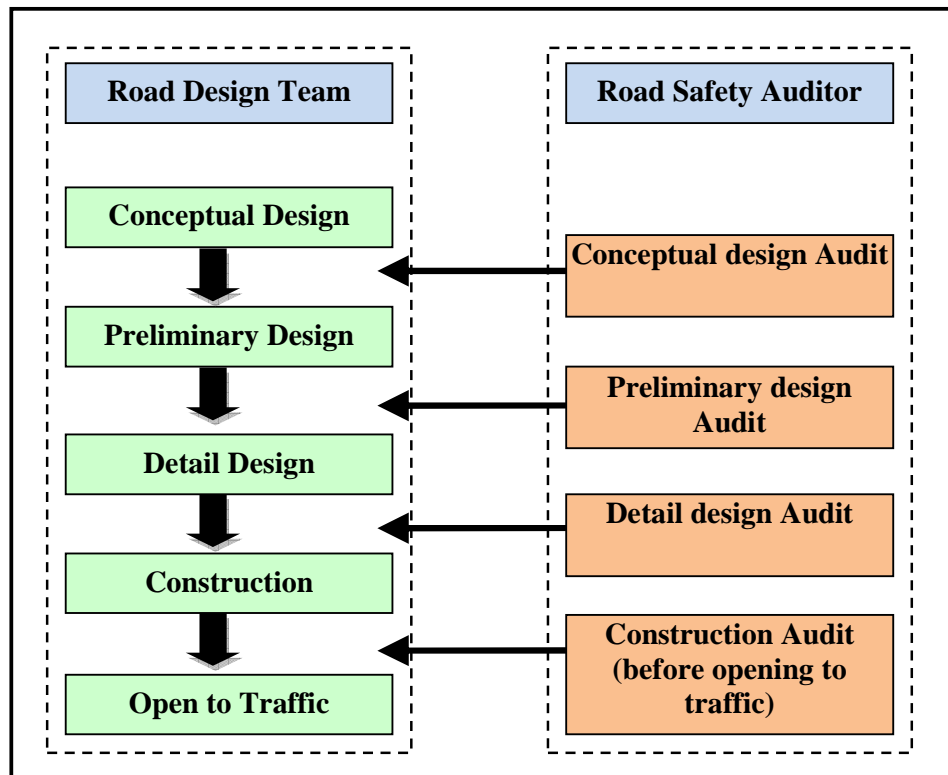 Road Design Team
Road Safety Auditor
Conceptual Design
Conceptual design Audit
Preliminary Design
Preliminary design
Audit
Detail Design
Detail design Audit
Construction
Construction Audit
(before opening to
traffic)
Open to Traffic